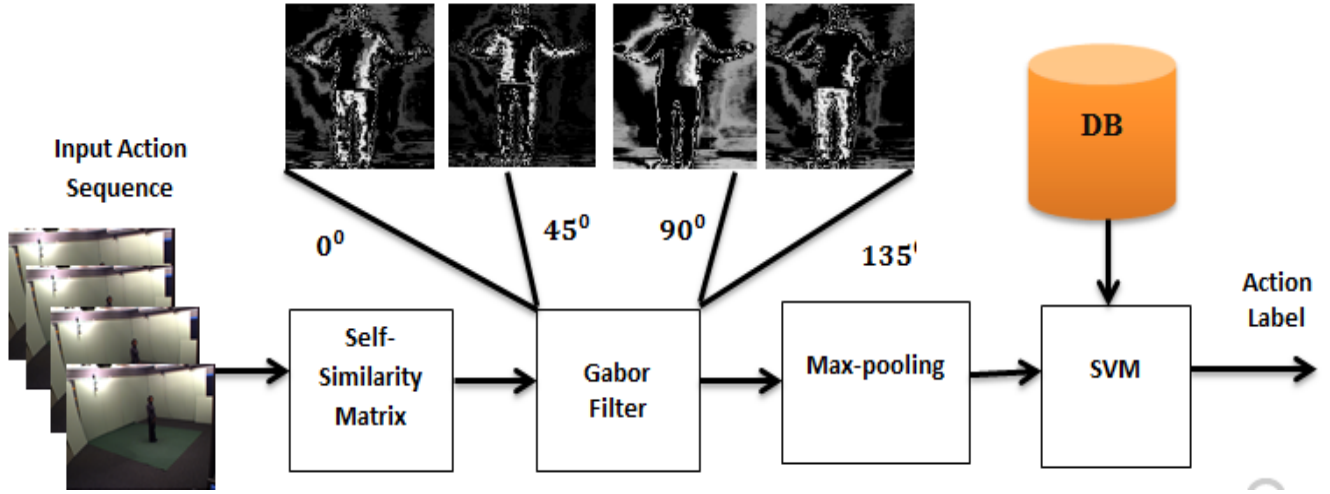 Input Action
Sequence
0⁰
45⁰
90⁰
135⁽
DB
Self-
Similarity
Matrix
Gabor
Filter
Max-pooling
SVM
Action
Label